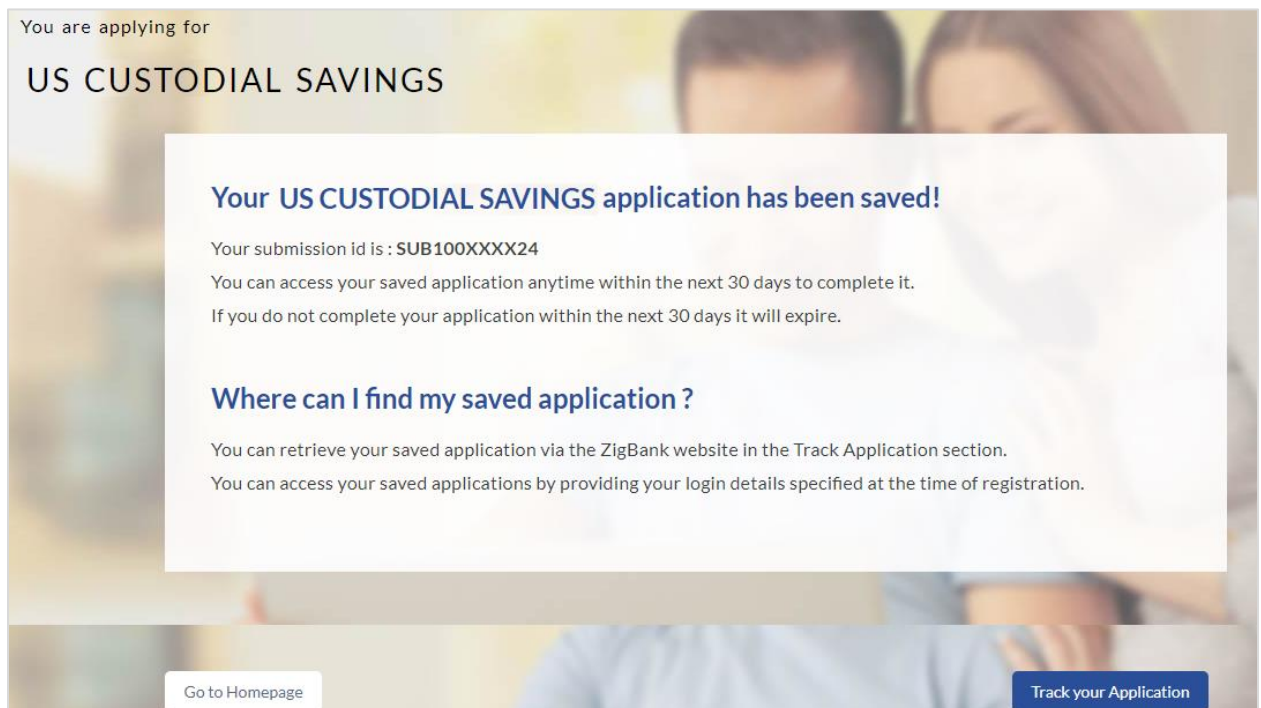 You are applying for
US CUSTODIAL SAVINGS
Your US CUSTODIAL SAVINGS application has been saved!
Your submission id is : SUB100XXXX24
You can access your saved application anytime within the next 30 days to complete it.
If you do not complete your application within the next 30 days it will expire.
Where can I find my saved application ?
You can retrieve your saved application via the ZigBank website in the Track Application section.
You can access your saved applications by providing your login details specified at the time of registration.
Go to Homepage
Track your Application